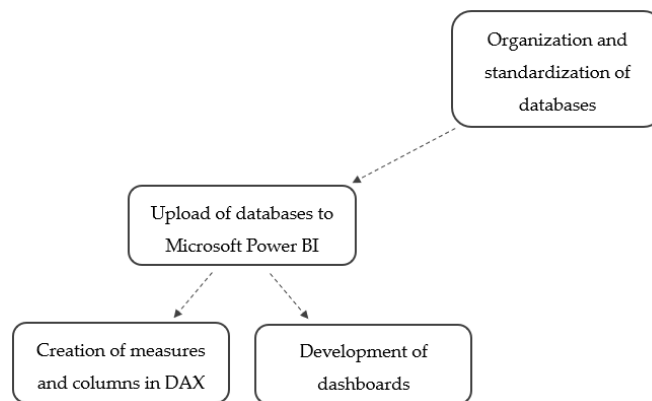 Organization and
standardization of
databases
Upload of databases to
Microsoft Power BI
Creation of measures
and columns in DAX
Development of
dashboards